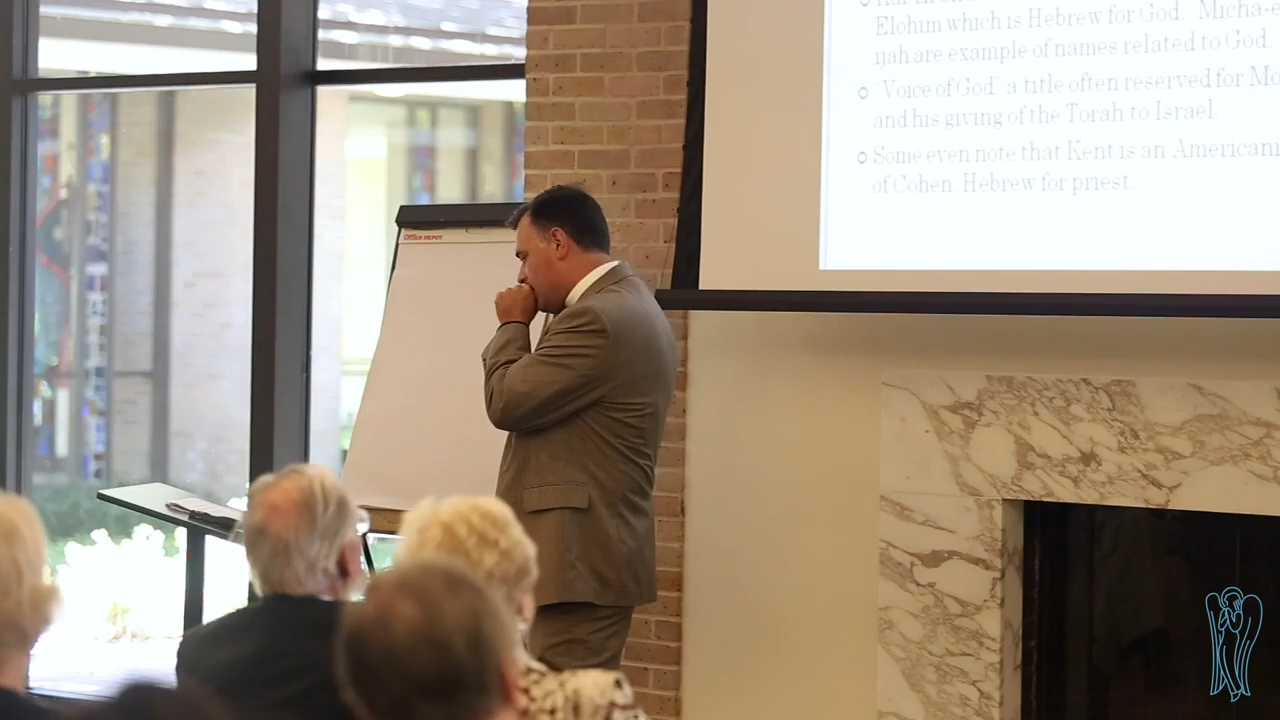 Elohim which is Hebrew for God. Micha-e
ijah are example of names related to God.
"Voice of God" a title often reserved for Mo
and his giving of the Torah to Israel.
Some even note that Kent is an American
of Cohen, Hebrew for priest.
Office DEPOT